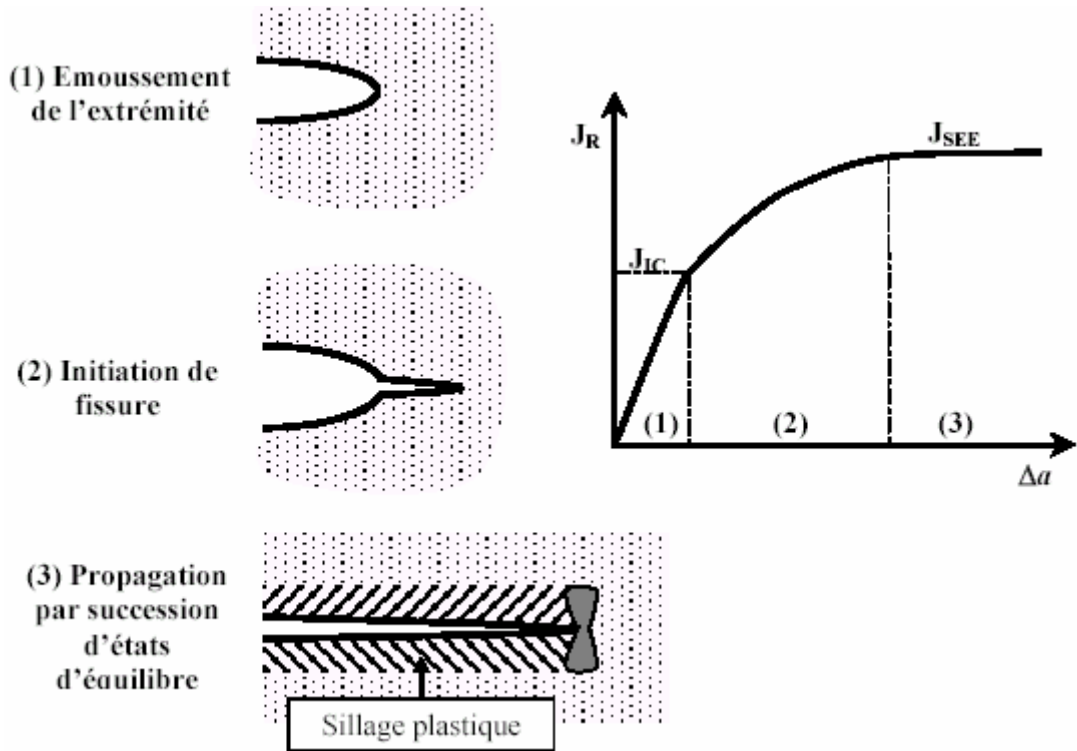 (1) Emoussement
de l'extrémité
(2) Initiation de
fissure
(3) Propagation
par succession
d'états
d'équilibre
Sillage plastique
J_R
J_SEE
J_IC
(1)
(2)
(3)
Δa